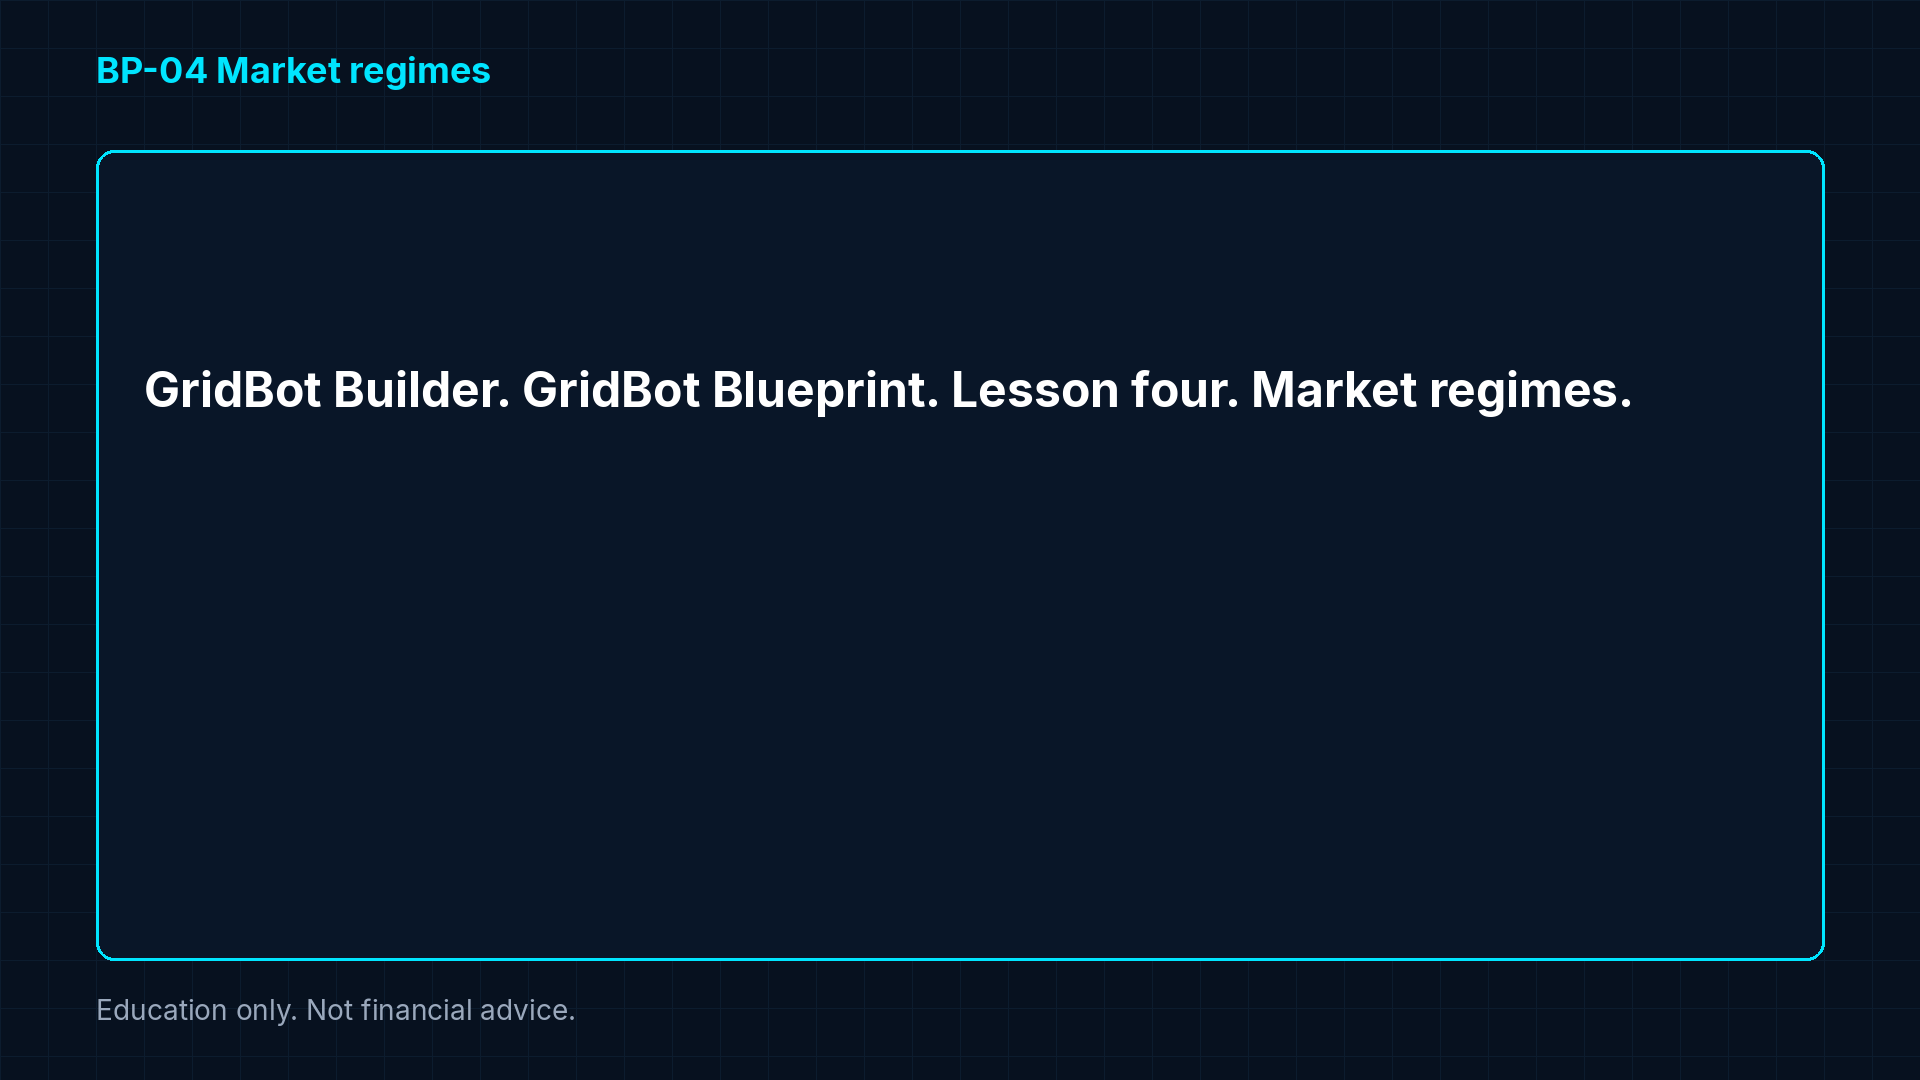 BP-04 Market regimes
GridBot Builder. GridBot Blueprint. Lesson four. Market regimes.
Education only. Not financial advice.